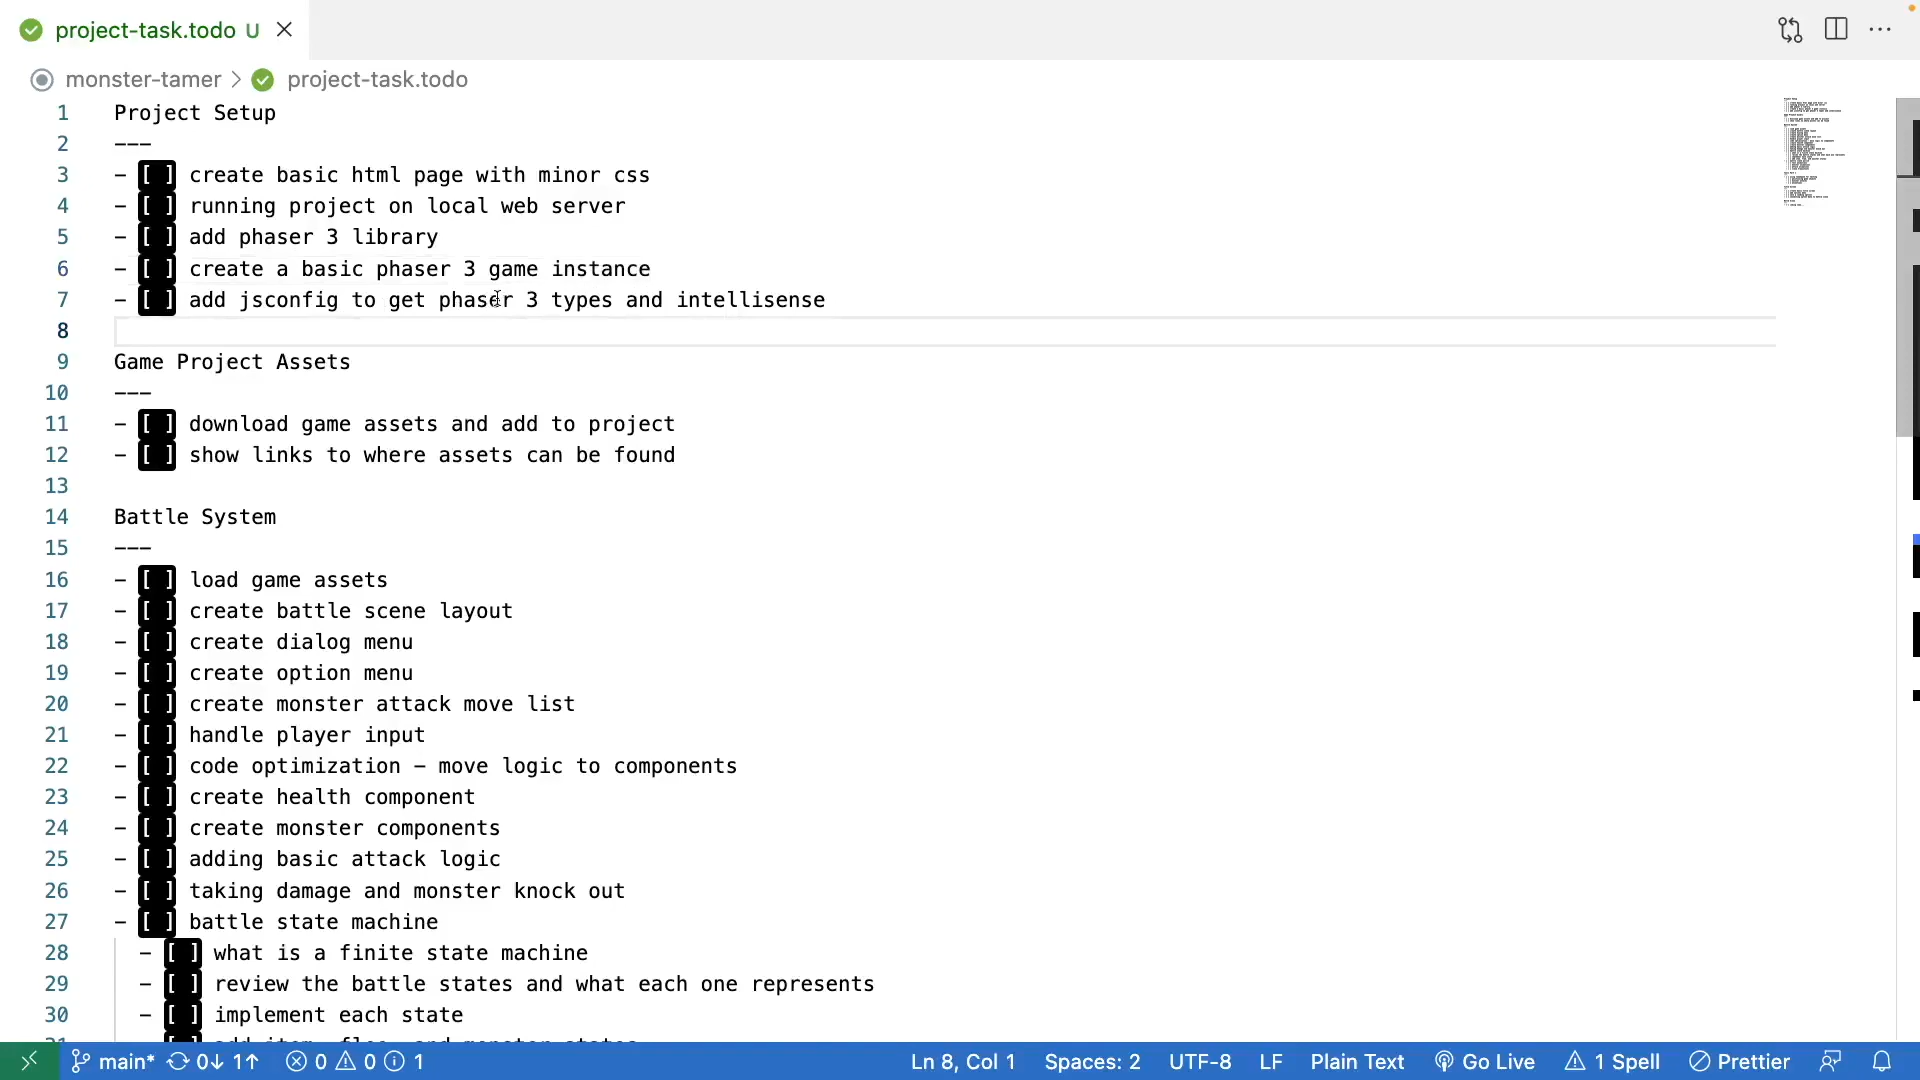 project-task.todo U
monster-tamer > project-task.todo
1 Project Setup
2 ---
3 - [ ] create basic html page with minor css
4 - [ ] running project on local web server
5 - [ ] add phaser 3 library
6 - [ ] create a basic phaser 3 game instance
7 - [ ] add jsconfig to get phaser 3 types and intellisense
8
9 Game Project Assets
10 ---
11 - [ ] download game assets and add to project
12 - [ ] show links to where assets can be found
13
14 Battle System
15 ---
16 - [ ] load game assets
17 - [ ] create battle scene layout
18 - [ ] create dialog menu
19 - [ ] create option menu
20 - [ ] create monster attack move list
21 - [ ] handle player input
22 - [ ] code optimization - move logic to components
23 - [ ] create health component
24 - [ ] create monster components
25 - [ ] adding basic attack logic
26 - [ ] taking damage and monster knock out
27 - [ ] battle state machine
28 - [ ] what is a finite state machine
29 - [ ] review the battle states and what each one represents
30 - [ ] implement each state
main* 0↓ 1↑ 0 0 1 Ln 8, Col 1 Spaces: 2 UTF-8 LF Plain Text Go Live 1 Spell Prettier